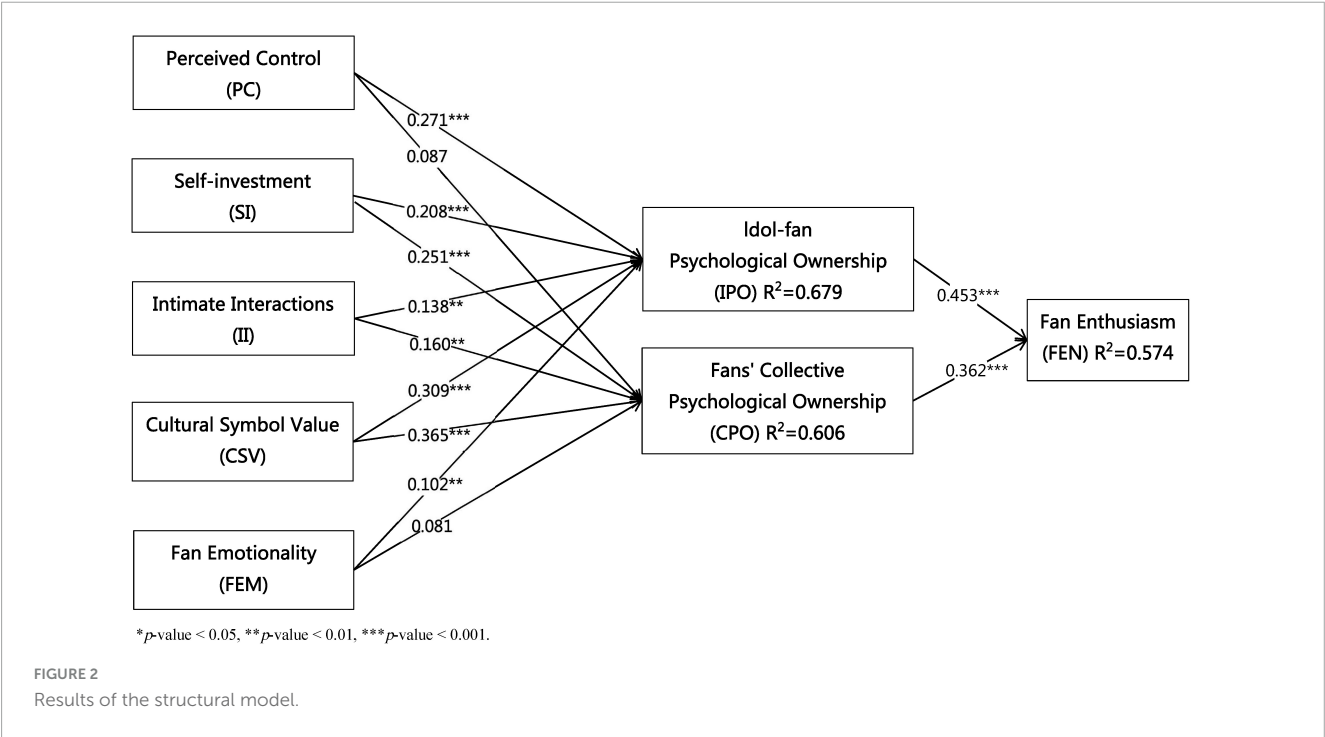 Perceived Control
(PC)
Self-investment
(SI)
Intimate Interactions
(II)
Cultural Symbol Value
(CSV)
Fan Emotionality
(FEM)
0.271***
0.087
0.208***
0.251***
0.138**
0.160**
0.309***
0.365***
0.102**
0.081
Idol-fan
Psychological Ownership
(IPO) R²=0.679
Fans' Collective
Psychological Ownership
(CPO) R²=0.606
0.453***
0.362***
Fan Enthusiasm
(FEN) R²=0.574
*p-value < 0.05, **p-value < 0.01, ***p-value < 0.001.
FIGURE 2
Results of the structural model.